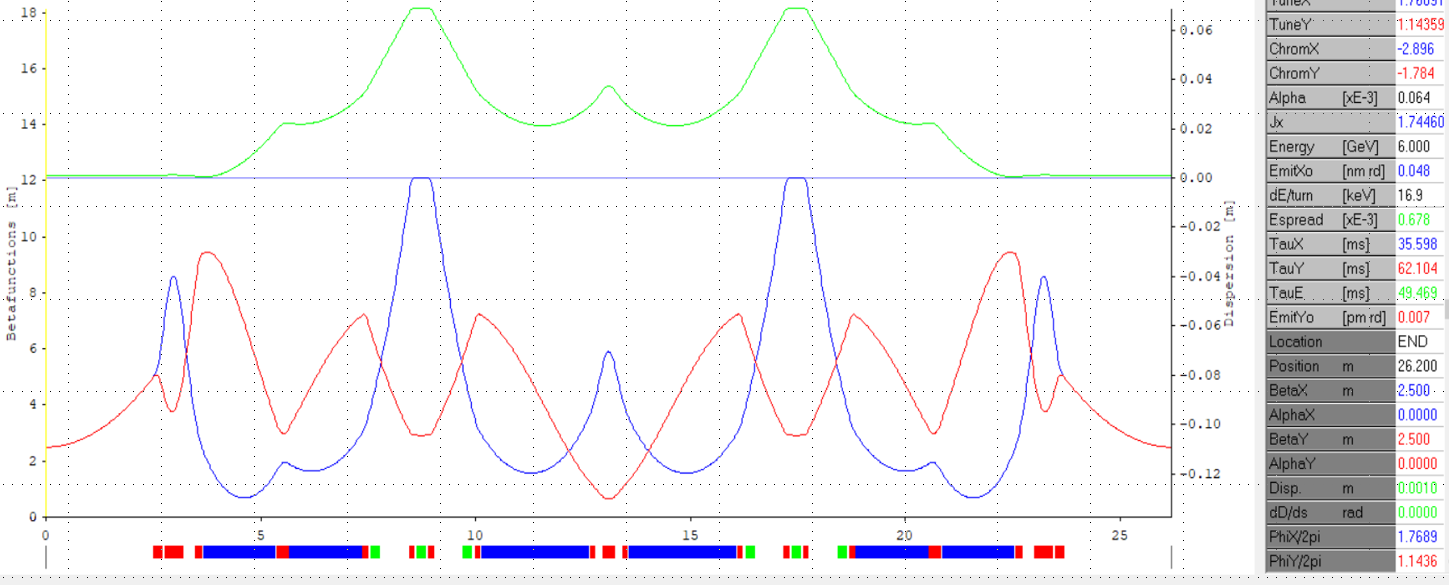 18
16
14
12
10
8
6
4
2
0
Betafunctions [m]
0 5 10 15 20 25
0.06
0.04
0.02
0.00
-0.02
-0.04
-0.06
-0.08
-0.10
-0.12
Dispersion [m]
TuneX
TuneY 1.14359
ChromX -2.896
ChromY -1.784
Alpha [xE-3] 0.064
Jx 1.74460
Energy [GeV] 6.000
EmitXo [nm rd] 0.048
dE/turn [keV] 16.9
Espread [xE-3] 0.678
TauX [ms] 35.598
TauY [ms] 62.104
TauE [ms] 49.469
EmitYo [pm rd] 0.007
Location END
Position m 26.200
BetaX m 2.500
AlphaX 0.0000
BetaY m 2.500
AlphaY 0.0000
Disp. m 0.0010
dD/ds rad 0.0000
PhiX/2pi 1.7689
PhiY/2pi 1.1436